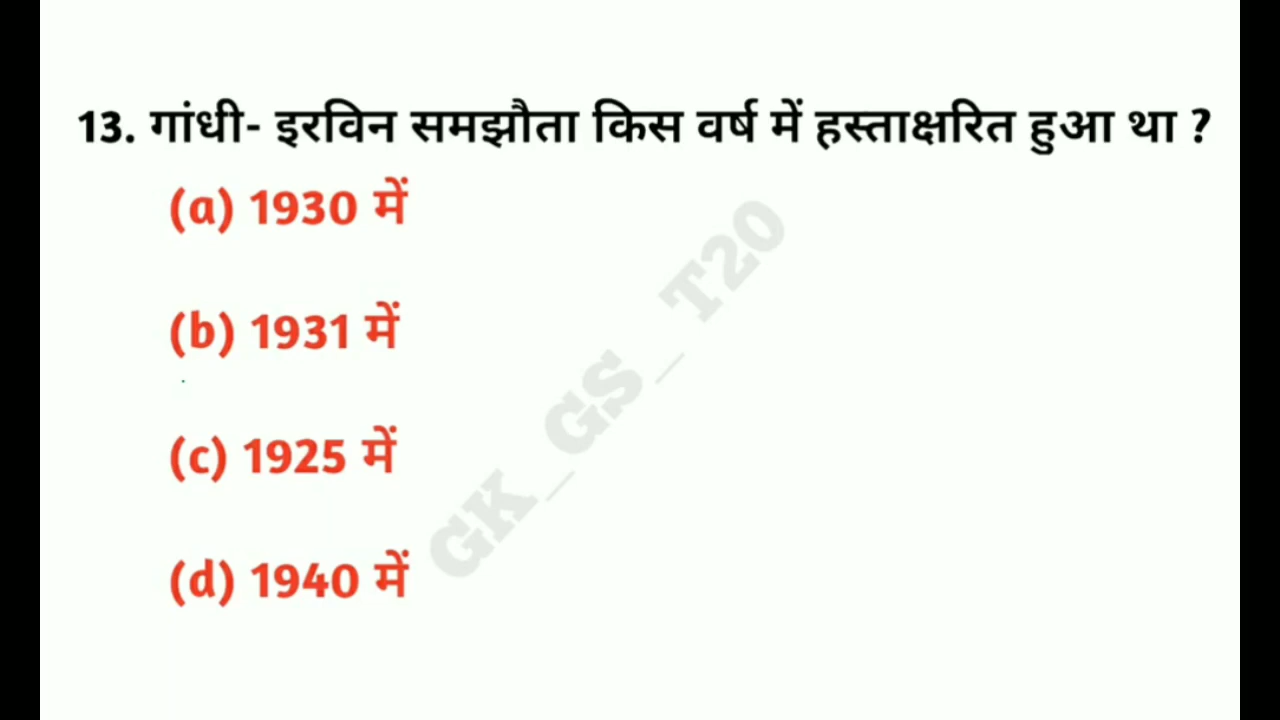 13. गांधी- इरविन समझौता किस वर्ष में हस्ताक्षरित हुआ था ?
(a) 1930 में
(b) 1931 में
(c) 1925 में
(d) 1940 में
GK_GS_T20